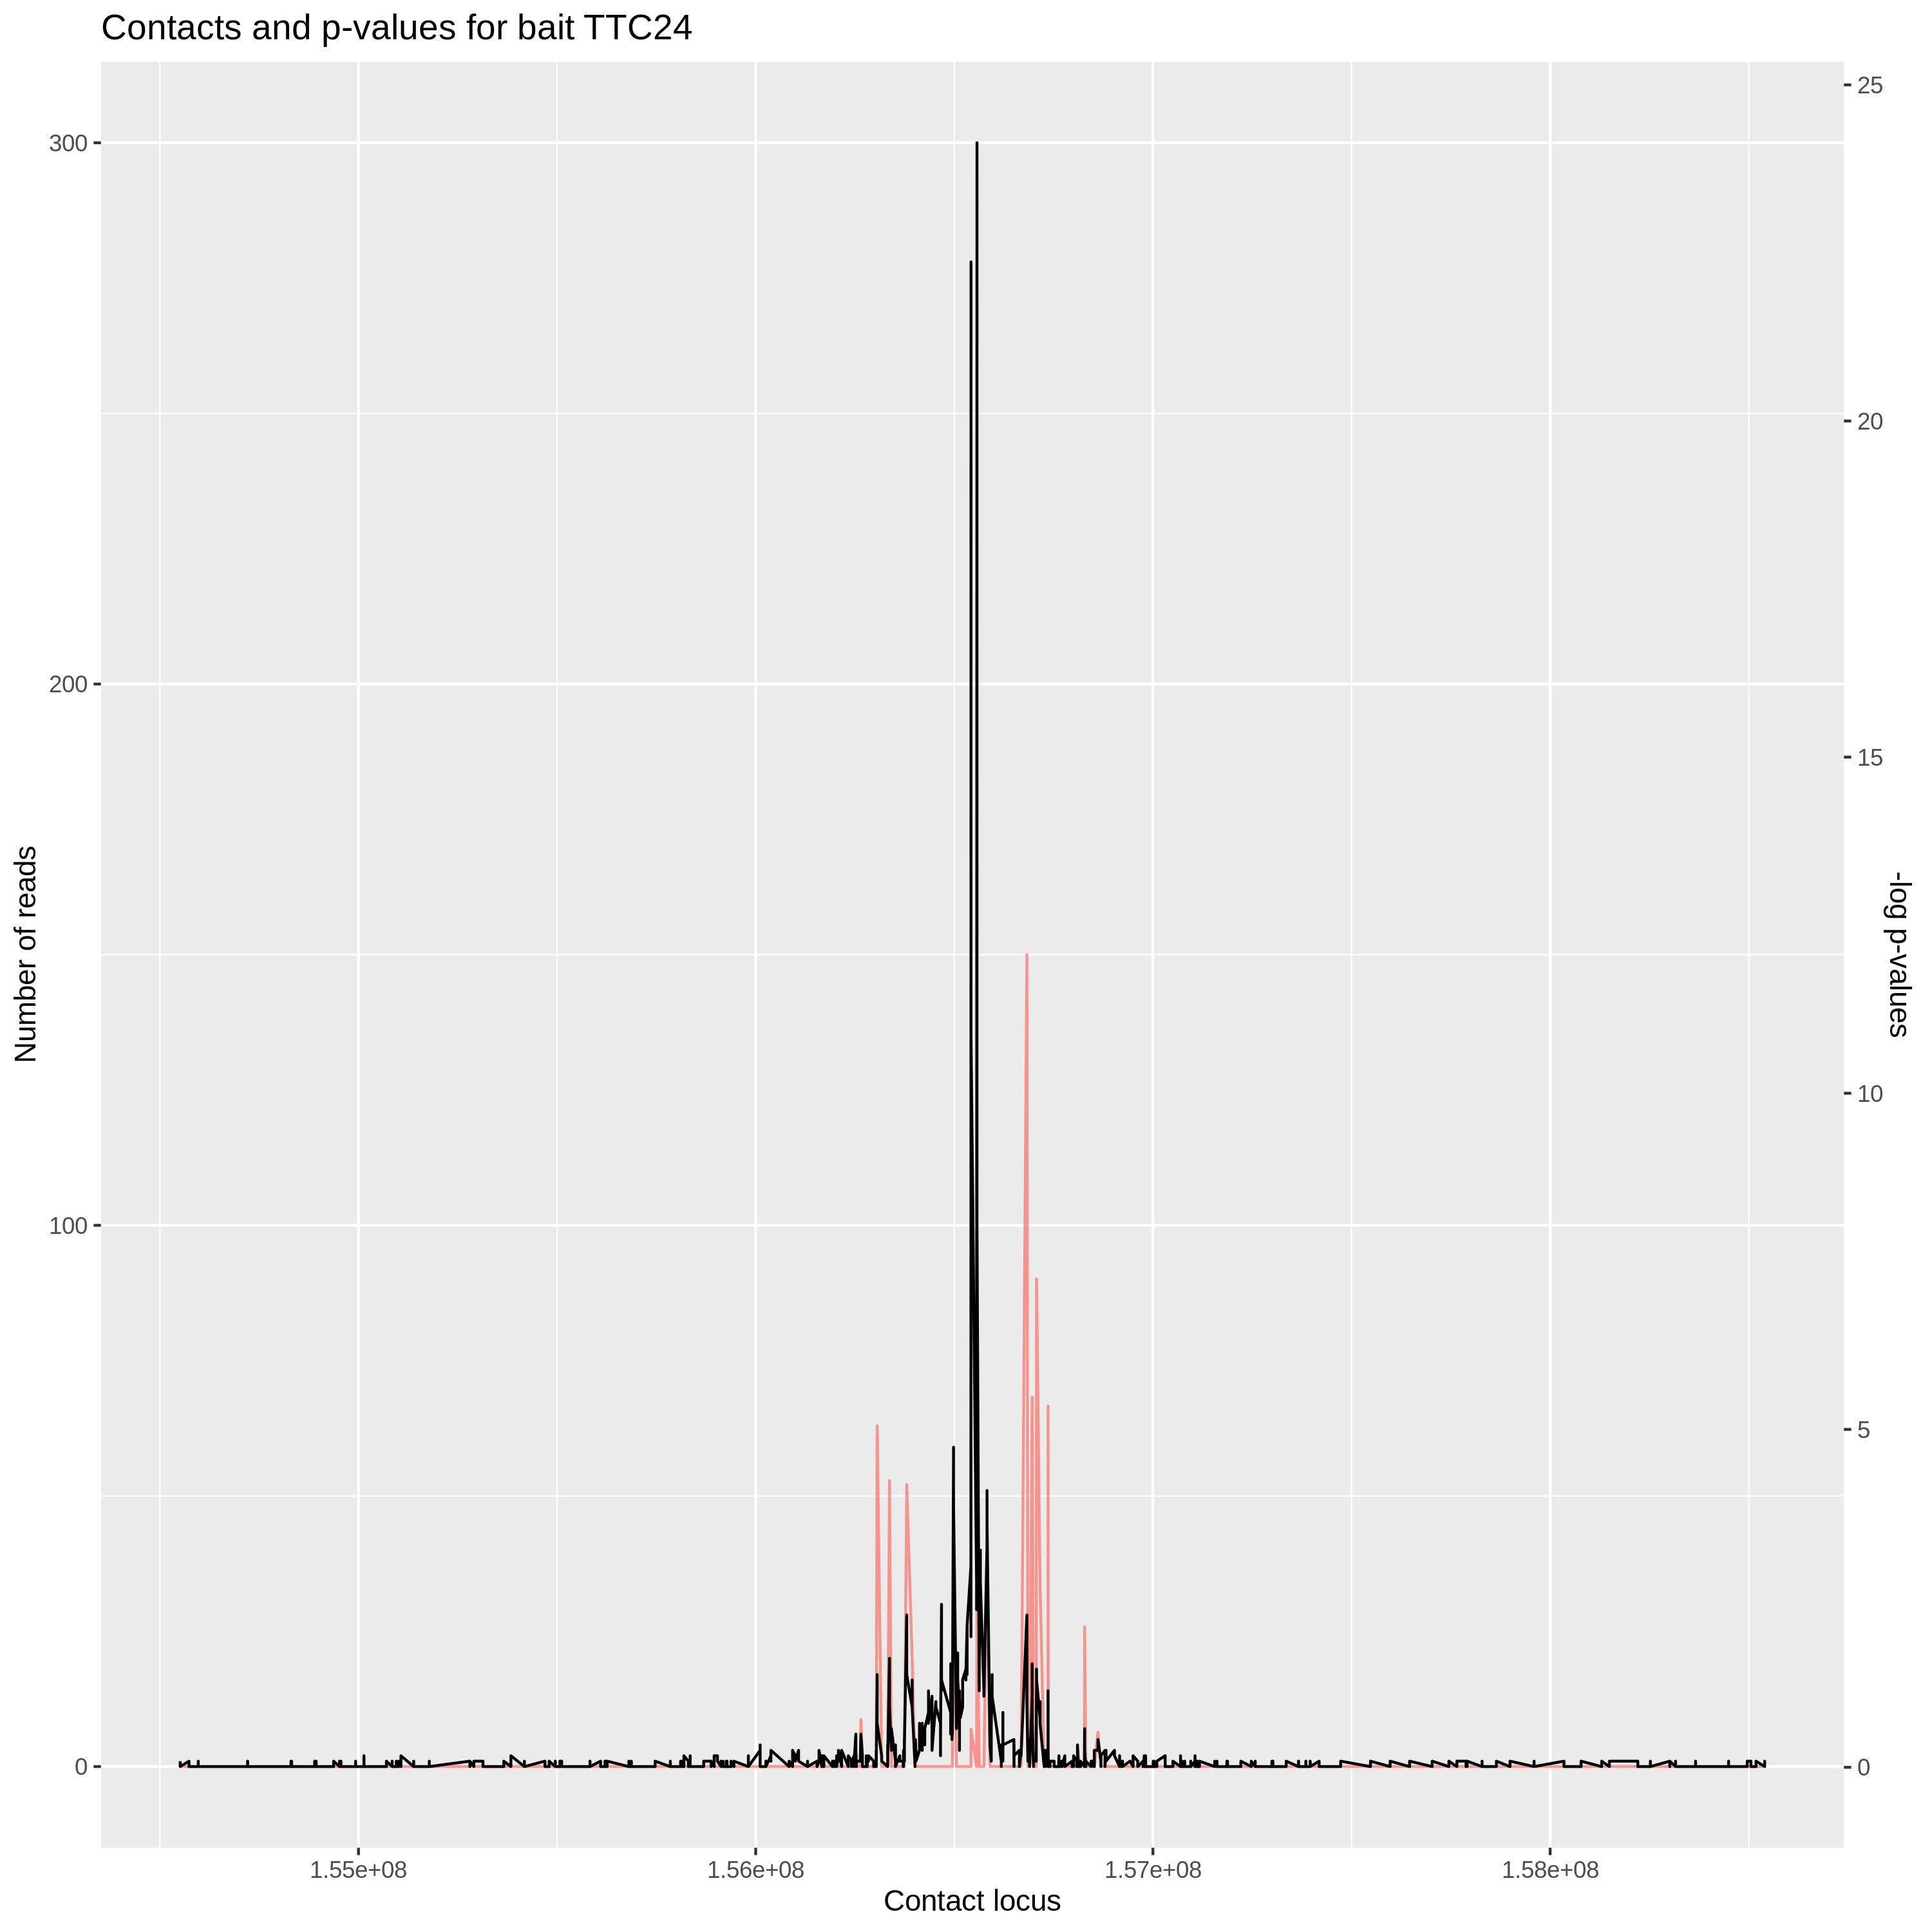 Contacts and p-values for bait TTC24
Number of reads
300
200
100
0
25
20
15
10
5
0
-log p-values
1.55e+08
1.56e+08
1.57e+08
1.58e+08
Contact locus